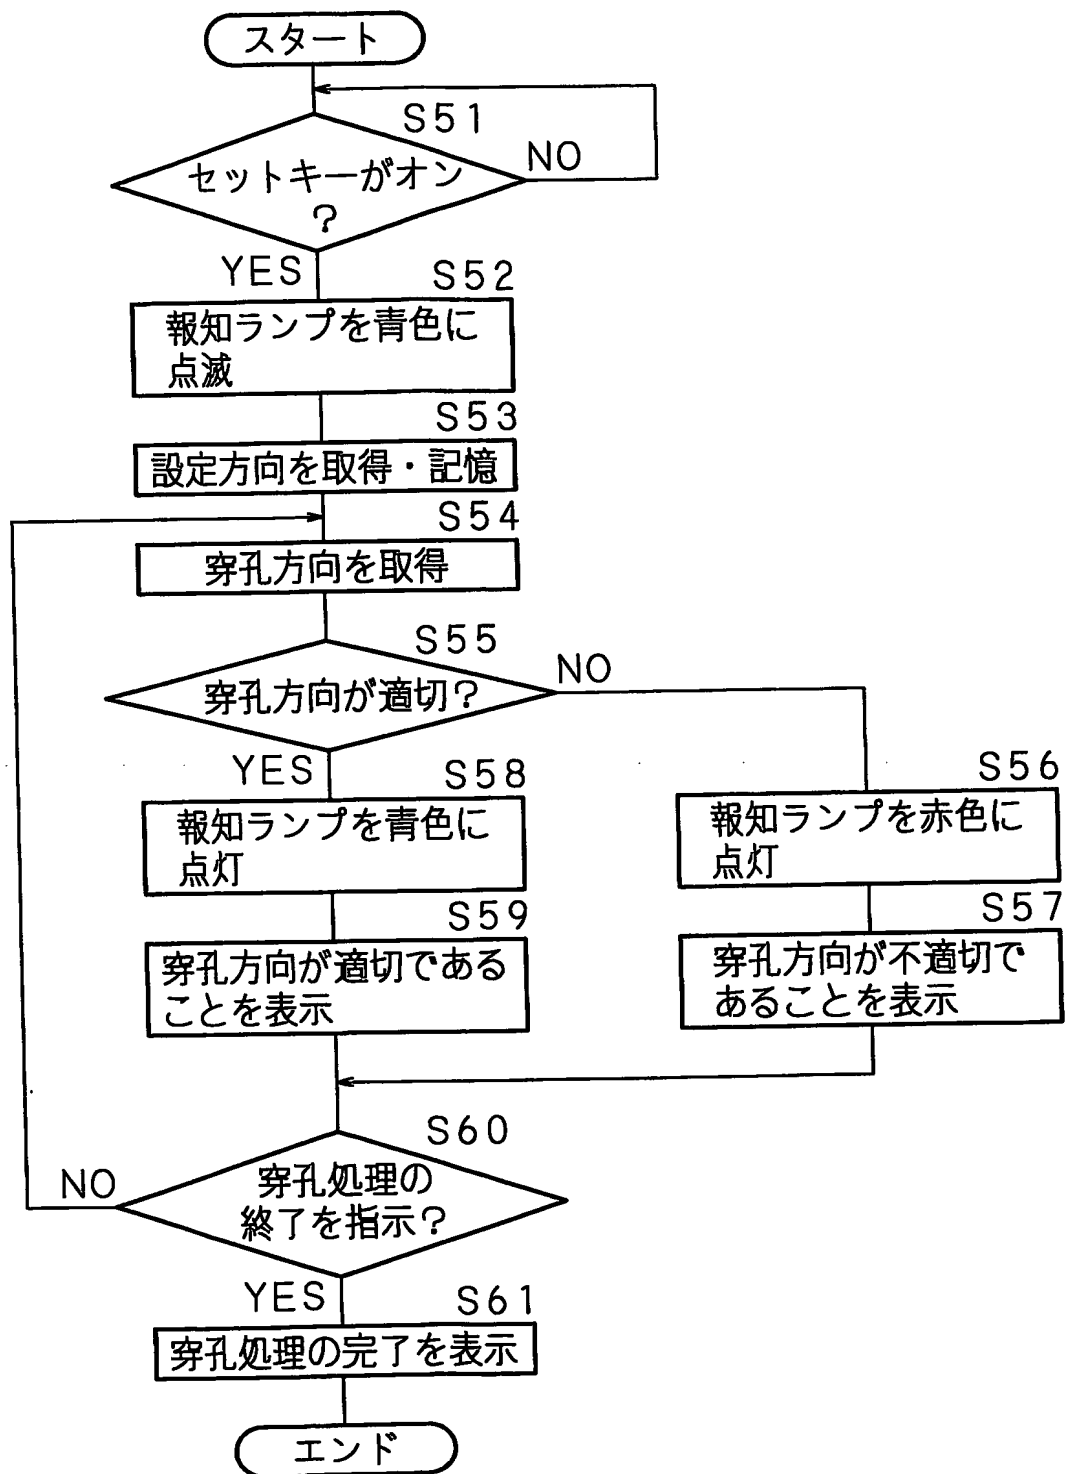 スタート
S51
セットキーがオン
?
NO
YES
S52
報知ランプを青色に
点滅
S53
設定方向を取得・記憶
S54
穿孔方向を取得
S55
穿孔方向が適切?
NO
YES
S58
報知ランプを青色に
点灯
S56
報知ランプを赤色に
点灯
S59
穿孔方向が適切である
ことを表示
S57
穿孔方向が不適切で
あることを表示
S60
穿孔処理の
終了を指示?
NO
YES
S61
穿孔処理の完了を表示
エンド